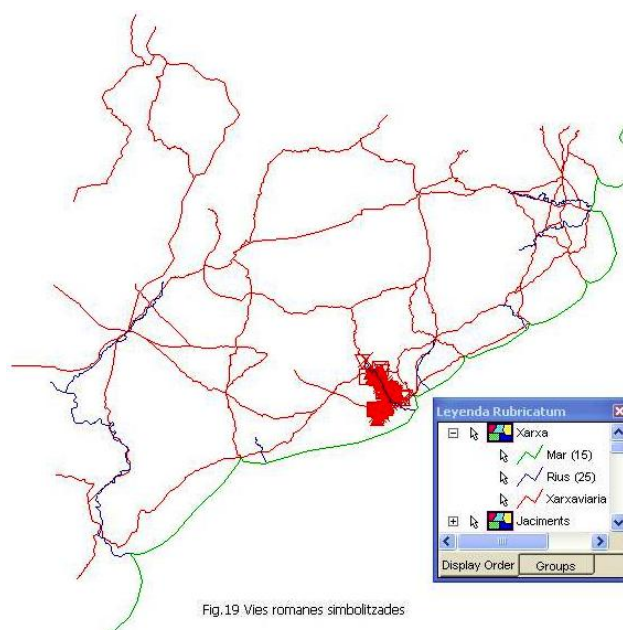 Leyenda Rubricatum
Xarxa
Mar (15)
Rius (25)
Xarxaviaria
Jaciments
Display Order Groups
Fig.19 Vies romanes simbolitzades